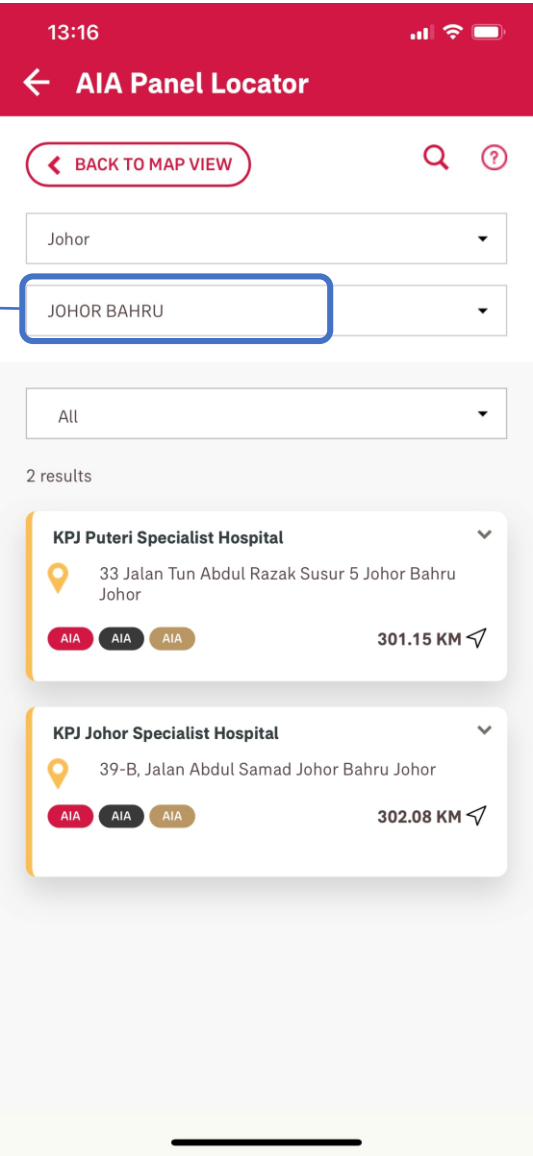 13:16
AIA Panel Locator
BACK TO MAP VIEW
?
Johor
JOHOR BAHRU
All
2 results
KPJ Puteri Specialist Hospital
33 Jalan Tun Abdul Razak Susur 5 Johor Bahru
Johor
AIA AIA AIA 301.15 KM
KPJ Johor Specialist Hospital
39-B, Jalan Abdul Samad Johor Bahru Johor
AIA AIA AIA 302.08 KM